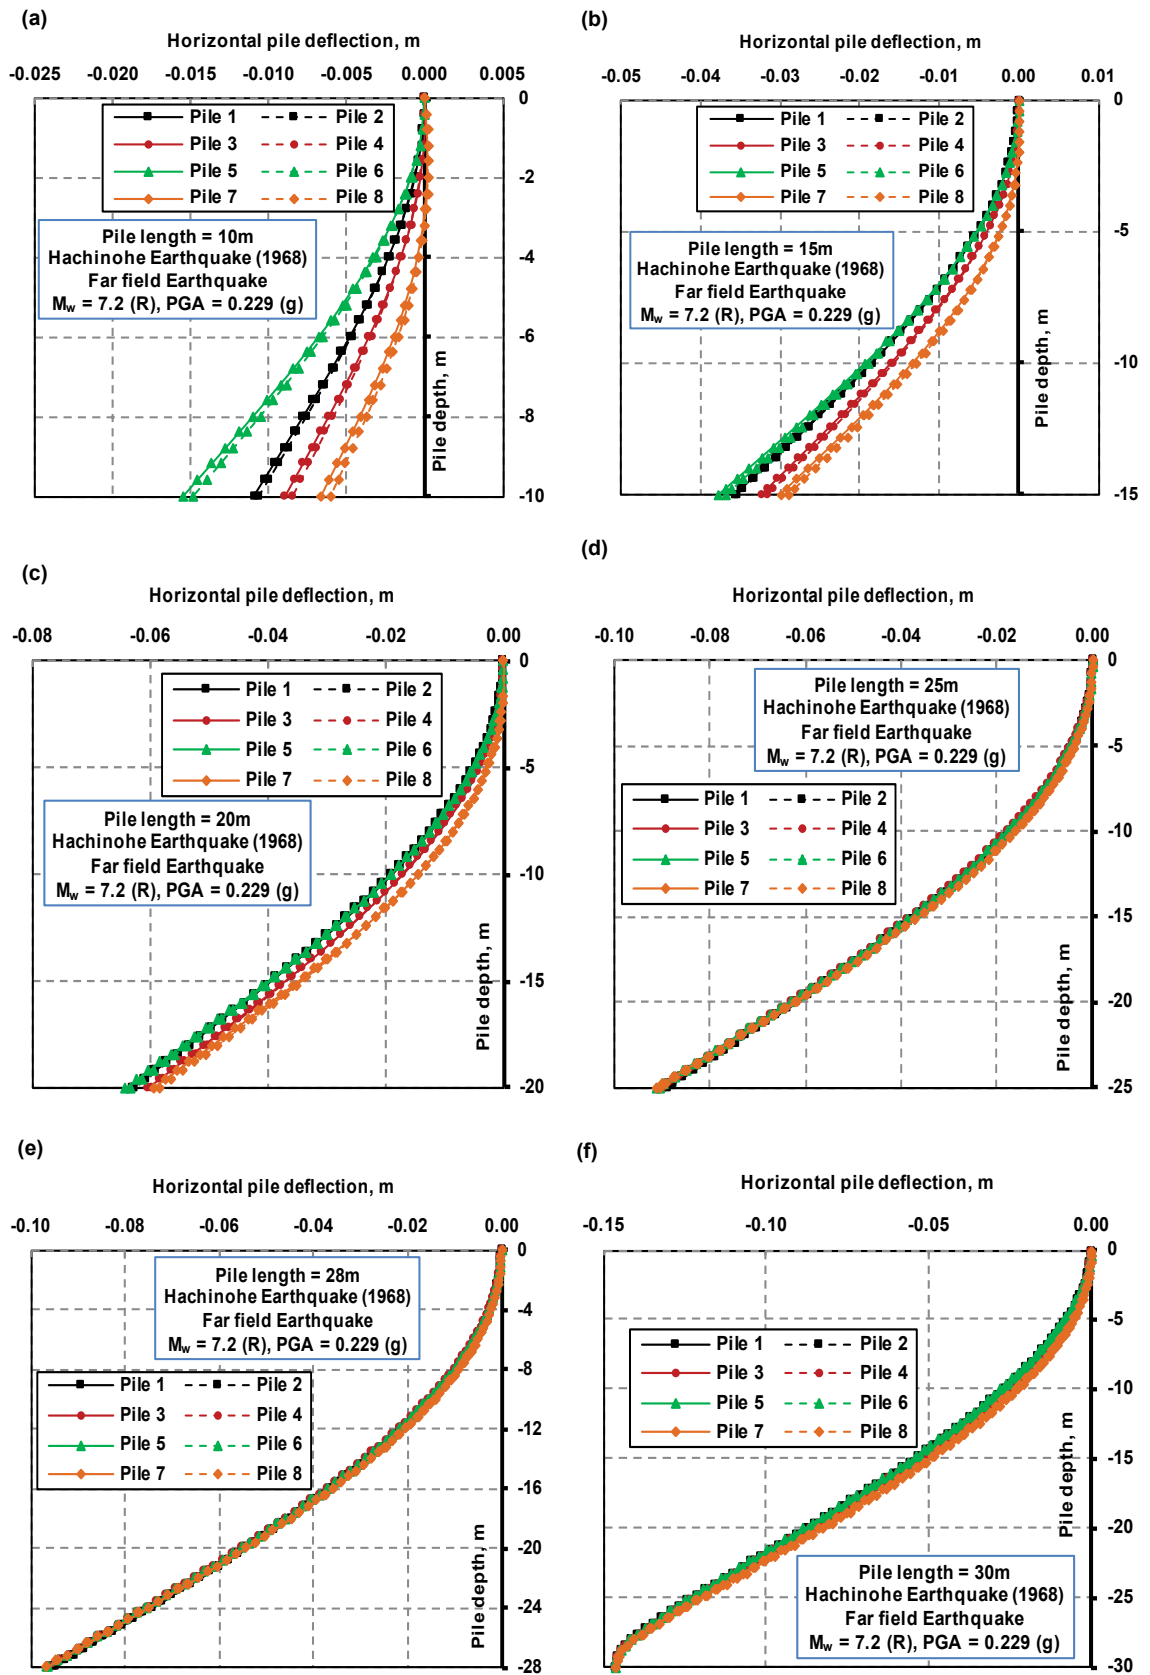 (a)
Horizontal pile deflection, m
-0.025 -0.020 -0.015 -0.010 -0.005 0.000 0.005
0
-2
-4
-6
-8
-10
Pile depth, m
Pile 1 Pile 2
Pile 3 Pile 4
Pile 5 Pile 6
Pile 7 Pile 8
Pile length = 10m
Hachinohe Earthquake (1968)
Far field Earthquake
Mw = 7.2 (R), PGA = 0.229 (g)
(b)
Horizontal pile deflection, m
-0.05 -0.04 -0.03 -0.02 -0.01 0.00 0.01
0
-5
-10
-15
Pile depth, m
Pile 1 Pile 2
Pile 3 Pile 4
Pile 5 Pile 6
Pile 7 Pile 8
Pile length = 15m
Hachinohe Earthquake (1968)
Far field Earthquake
Mw = 7.2 (R), PGA = 0.229 (g)
(c)
Horizontal pile deflection, m
-0.08 -0.06 -0.04 -0.02 0.00
0
-5
-10
-15
-20
Pile depth, m
Pile 1 Pile 2
Pile 3 Pile 4
Pile 5 Pile 6
Pile 7 Pile 8
Pile length = 20m
Hachinohe Earthquake (1968)
Far field Earthquake
Mw = 7.2 (R), PGA = 0.229 (g)
(d)
Horizontal pile deflection, m
-0.10 -0.08 -0.06 -0.04 -0.02 0.00
0
-5
-10
-15
-20
-25
Pile depth, m
Pile length = 25m
Hachinohe Earthquake (1968)
Far field Earthquake
Mw = 7.2 (R), PGA = 0.229 (g)
Pile 1 Pile 2
Pile 3 Pile 4
Pile 5 Pile 6
Pile 7 Pile 8
(e)
Horizontal pile deflection, m
-0.10 -0.08 -0.06 -0.04 -0.02 0.00
0
-4
-8
-12
-16
-20
-24
-28
Pile depth, m
Pile length = 28m
Hachinohe Earthquake (1968)
Far field Earthquake
Mw = 7.2 (R), PGA = 0.229 (g)
Pile 1 Pile 2
Pile 3 Pile 4
Pile 5 Pile 6
Pile 7 Pile 8
(f)
Horizontal pile deflection, m
-0.15 -0.10 -0.05 0.00
0
-5
-10
-15
-20
-25
-30
Pile depth, m
Pile 1 Pile 2
Pile 3 Pile 4
Pile 5 Pile 6
Pile 7 Pile 8
Pile length = 30m
Hachinohe Earthquake (1968)
Far field Earthquake
Mw = 7.2 (R), PGA = 0.229 (g)